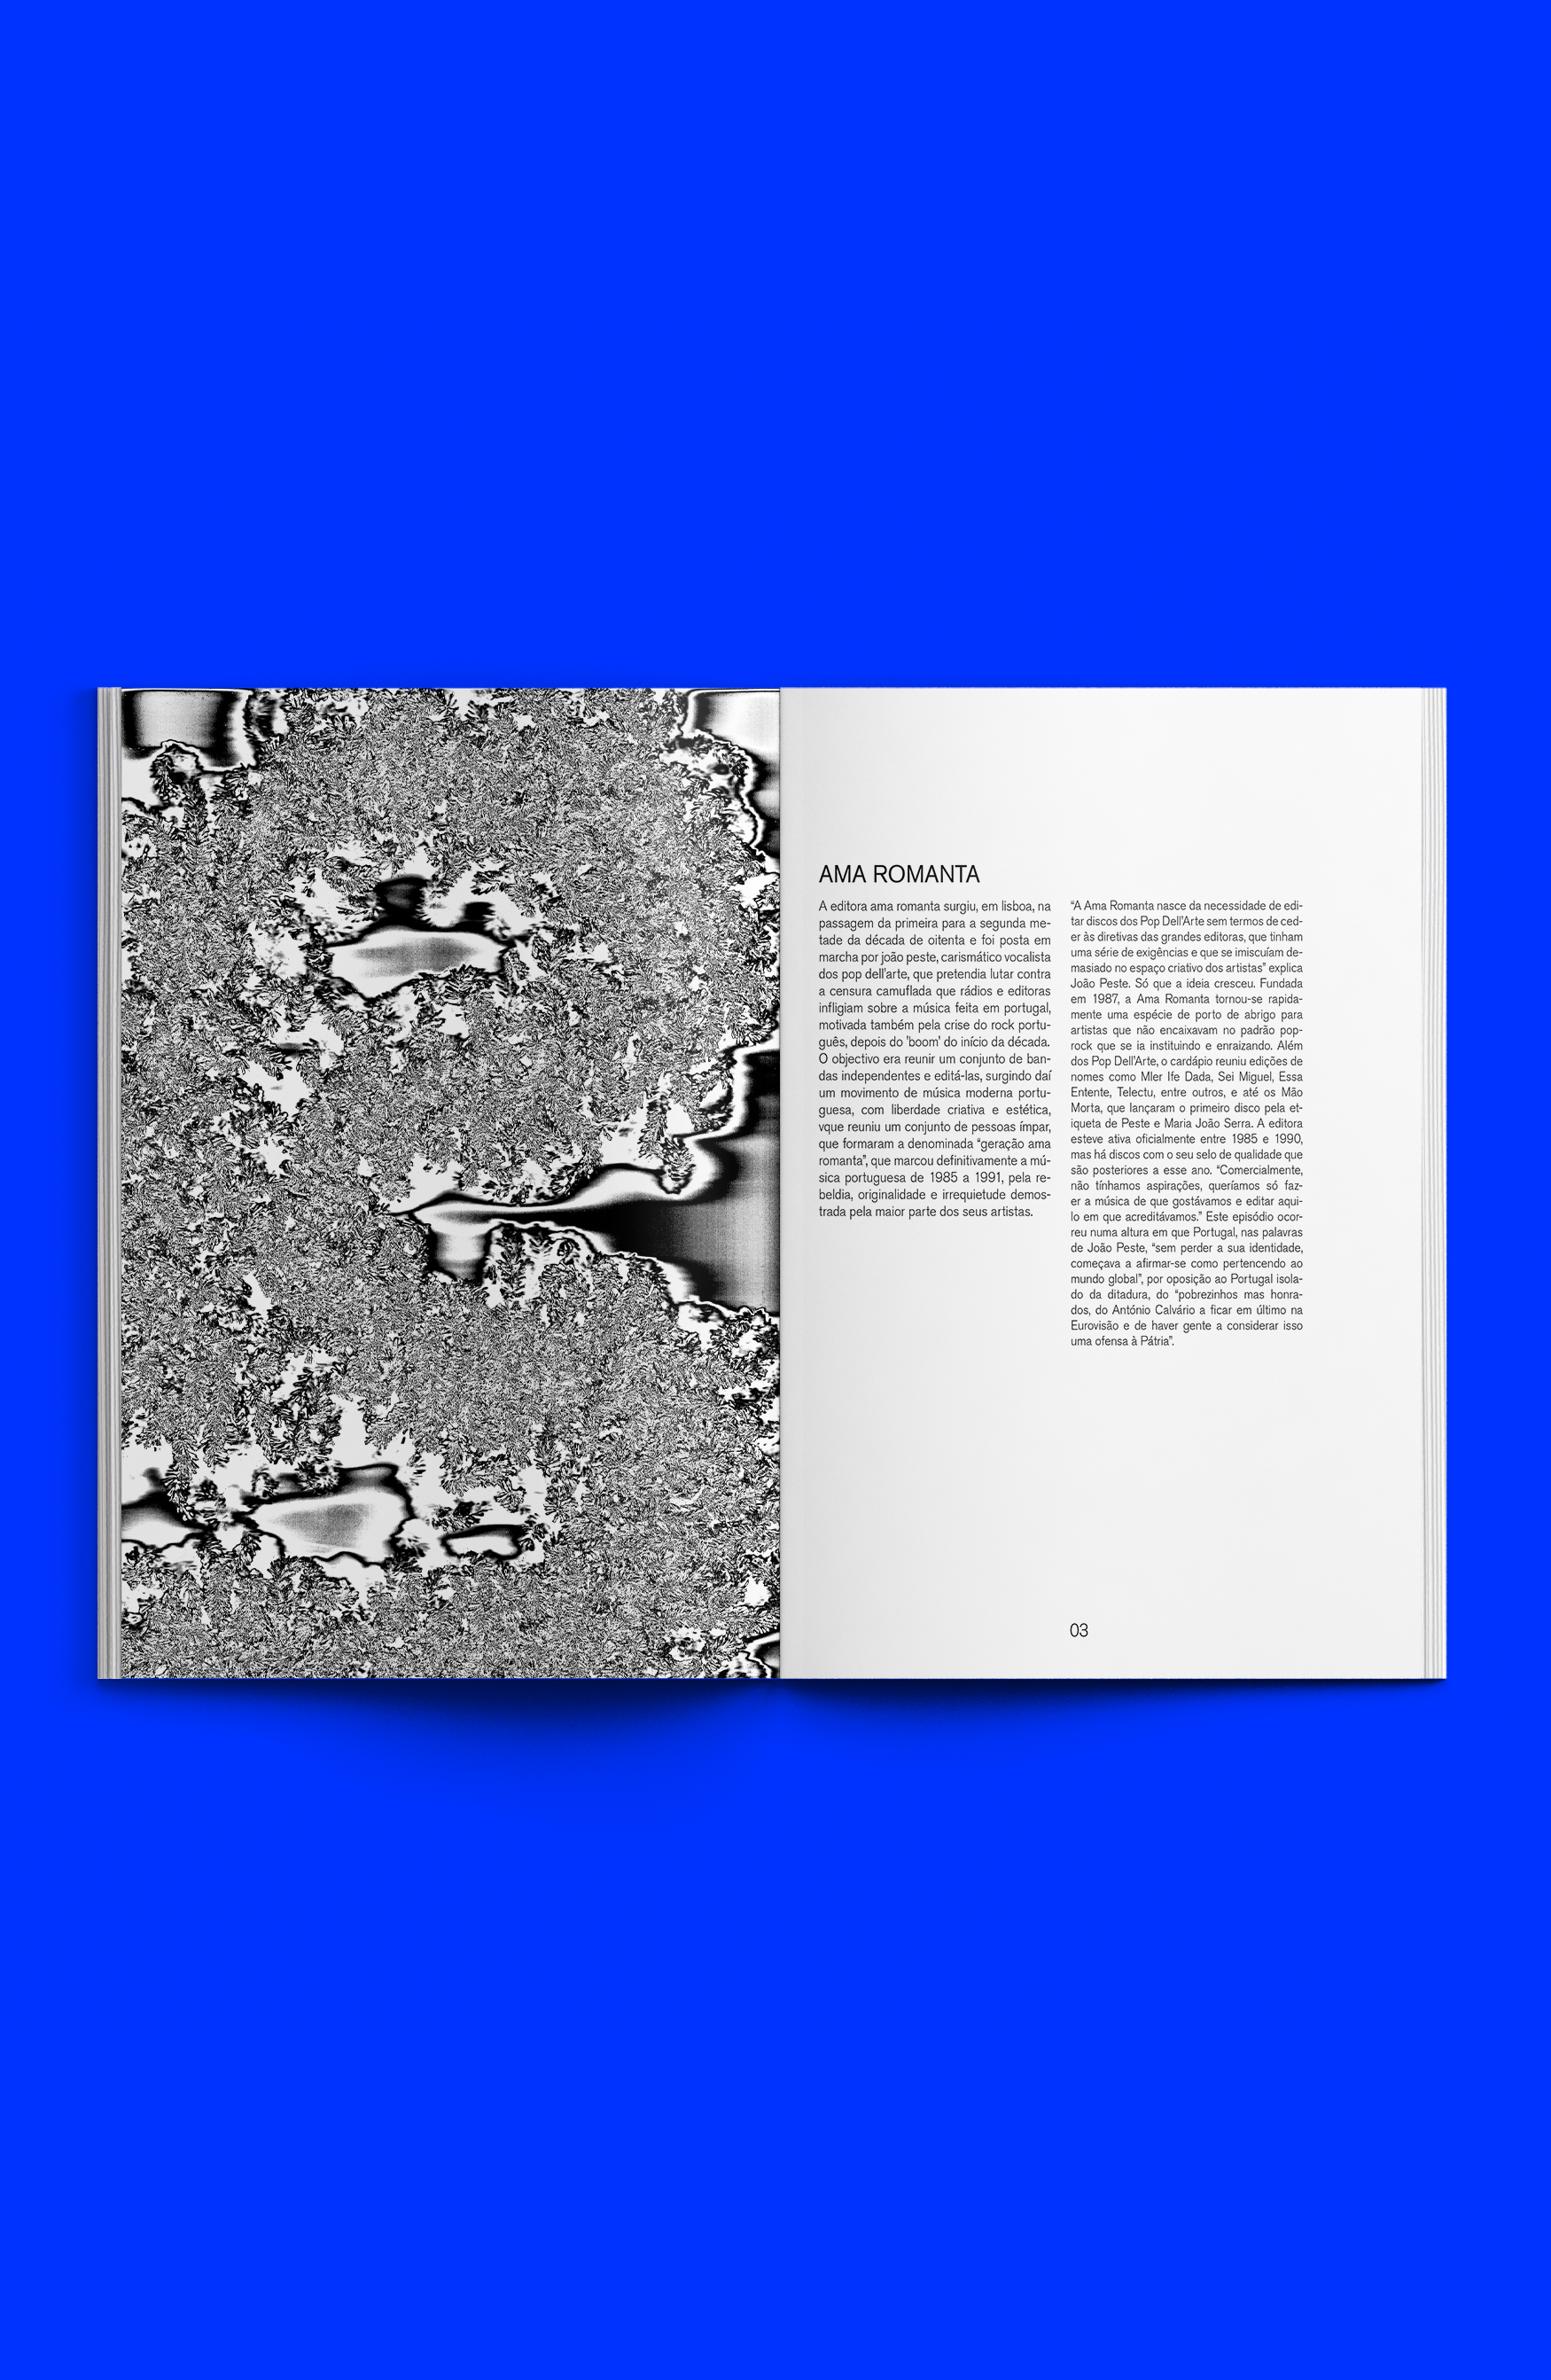 AMA ROMANTA
A editora ama romanta surgiu, em lisboa, na
passagem da primeira para a segunda me-
tade da década de oitenta e foi posta em
marcha por joão peste, carismático vocalista
dos pop dell'arte, que pretendia lutar contra
a censura camuflada que rádios e editoras
infligiam sobre a música feita em portugal,
motivada também pela crise do rock portu-
guês, depois do 'boom' do início da década.
O objectivo era reunir um conjunto de ban-
das independentes e editá-las, surgindo daí
um movimento de música moderna portu-
guesa, com liberdade criativa e estética,
vque reuniu um conjunto de pessoas ímpar,
que formaram a denominada “geração ama
romanta”, que marcou definitivamente a mú-
sica portuguesa de 1985 a 1991, pela re-
beldia, originalidade e irrequietude demos-
trada pela maior parte dos seus artistas.
“A Ama Romanta nasce da necessidade de edi-
tar discos dos Pop Dell’Arte sem termos de ced-
er às diretivas das grandes editoras, que tinham
uma série de exigências e que se imiscuíam de-
masiado no espaço criativo dos artistas” explica
João Peste. Só que a ideia cresceu. Fundada
em 1987, a Ama Romanta tornou-se rapida-
mente uma espécie de porto de abrigo para
artistas que não encaixavam no padrão pop-
rock que se ia instituindo e enraizando. Além
dos Pop Dell’Arte, o cardápio reuniu edições de
nomes como Mler Ife Dada, Sei Miguel, Essa
Entente, Telectu, entre outros, e até os Mão
Morta, que lançaram o primeiro disco pela et-
iqueta de Peste e Maria João Serra. A editora
esteve ativa oficialmente entre 1985 e 1990,
mas há discos com o seu selo de qualidade que
são posteriores a esse ano. “Comercialmente,
não tínhamos aspirações, queríamos só faz-
er a música de que gostávamos e editar aqui-
lo em que acreditávamos.” Este episódio ocor-
reu numa altura em que Portugal, nas palavras
de João Peste, “sem perder a sua identidade,
começava a afirmar-se como pertencendo ao
mundo global”, por oposição ao Portugal isola-
do da ditadura, do “pobrezinhos mas honra-
dos, do António Calvário a ficar em último na
Eurovisão e de haver gente a considerar isso
uma ofensa à Pátria”.
03